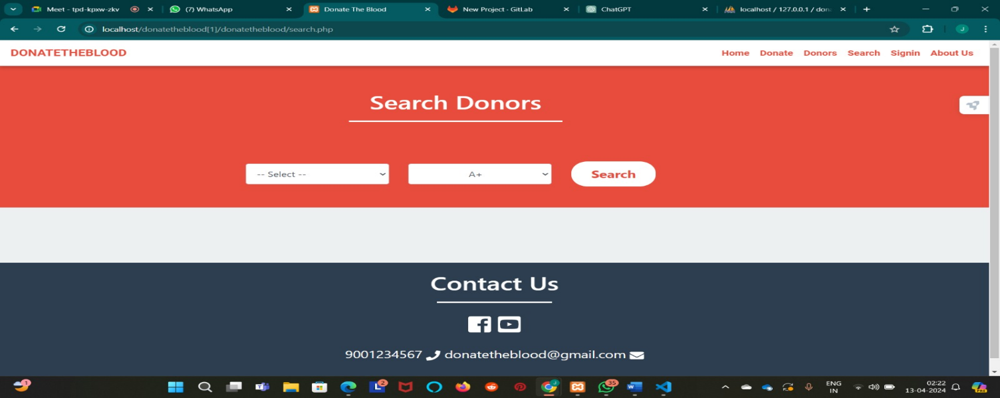 Meet - tpd-kpxw-zkv
(7) WhatsApp
Donate The Blood
New Project · GitLab
ChatGPT
localhost / 127.0.0.1 / don
localhost/donatetheblood[1]/donatetheblood/search.php
J
DONATETHEBLOOD
Home Donate Donors Search Signin About Us
Search Donors
-- Select -- A+ Search
Contact Us
9001234567 donatetheblood@gmail.com
1
2
35
ENG
IN
02:22
13-04-2024